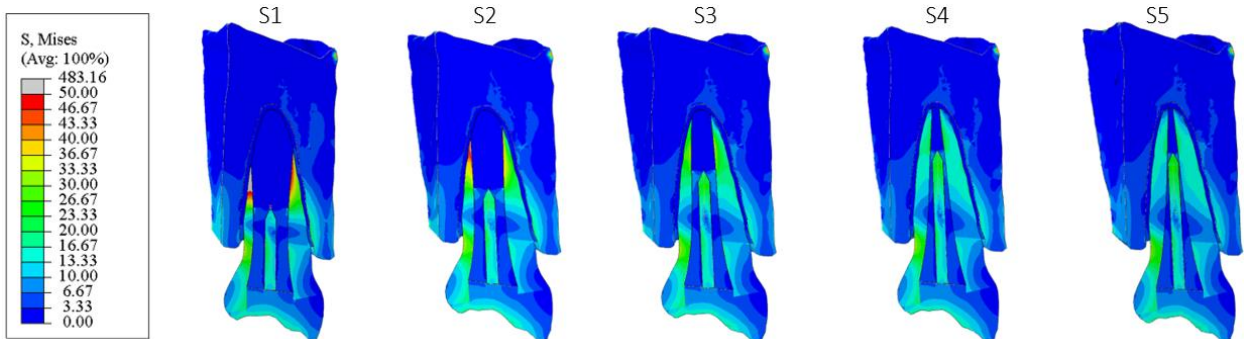 S1
S2
S3
S4
S5
S, Mises
(Avg: 100%)
483.16
50.00
46.67
43.33
40.00
36.67
33.33
30.00
26.67
23.33
20.00
16.67
13.33
10.00
6.67
3.33
0.00